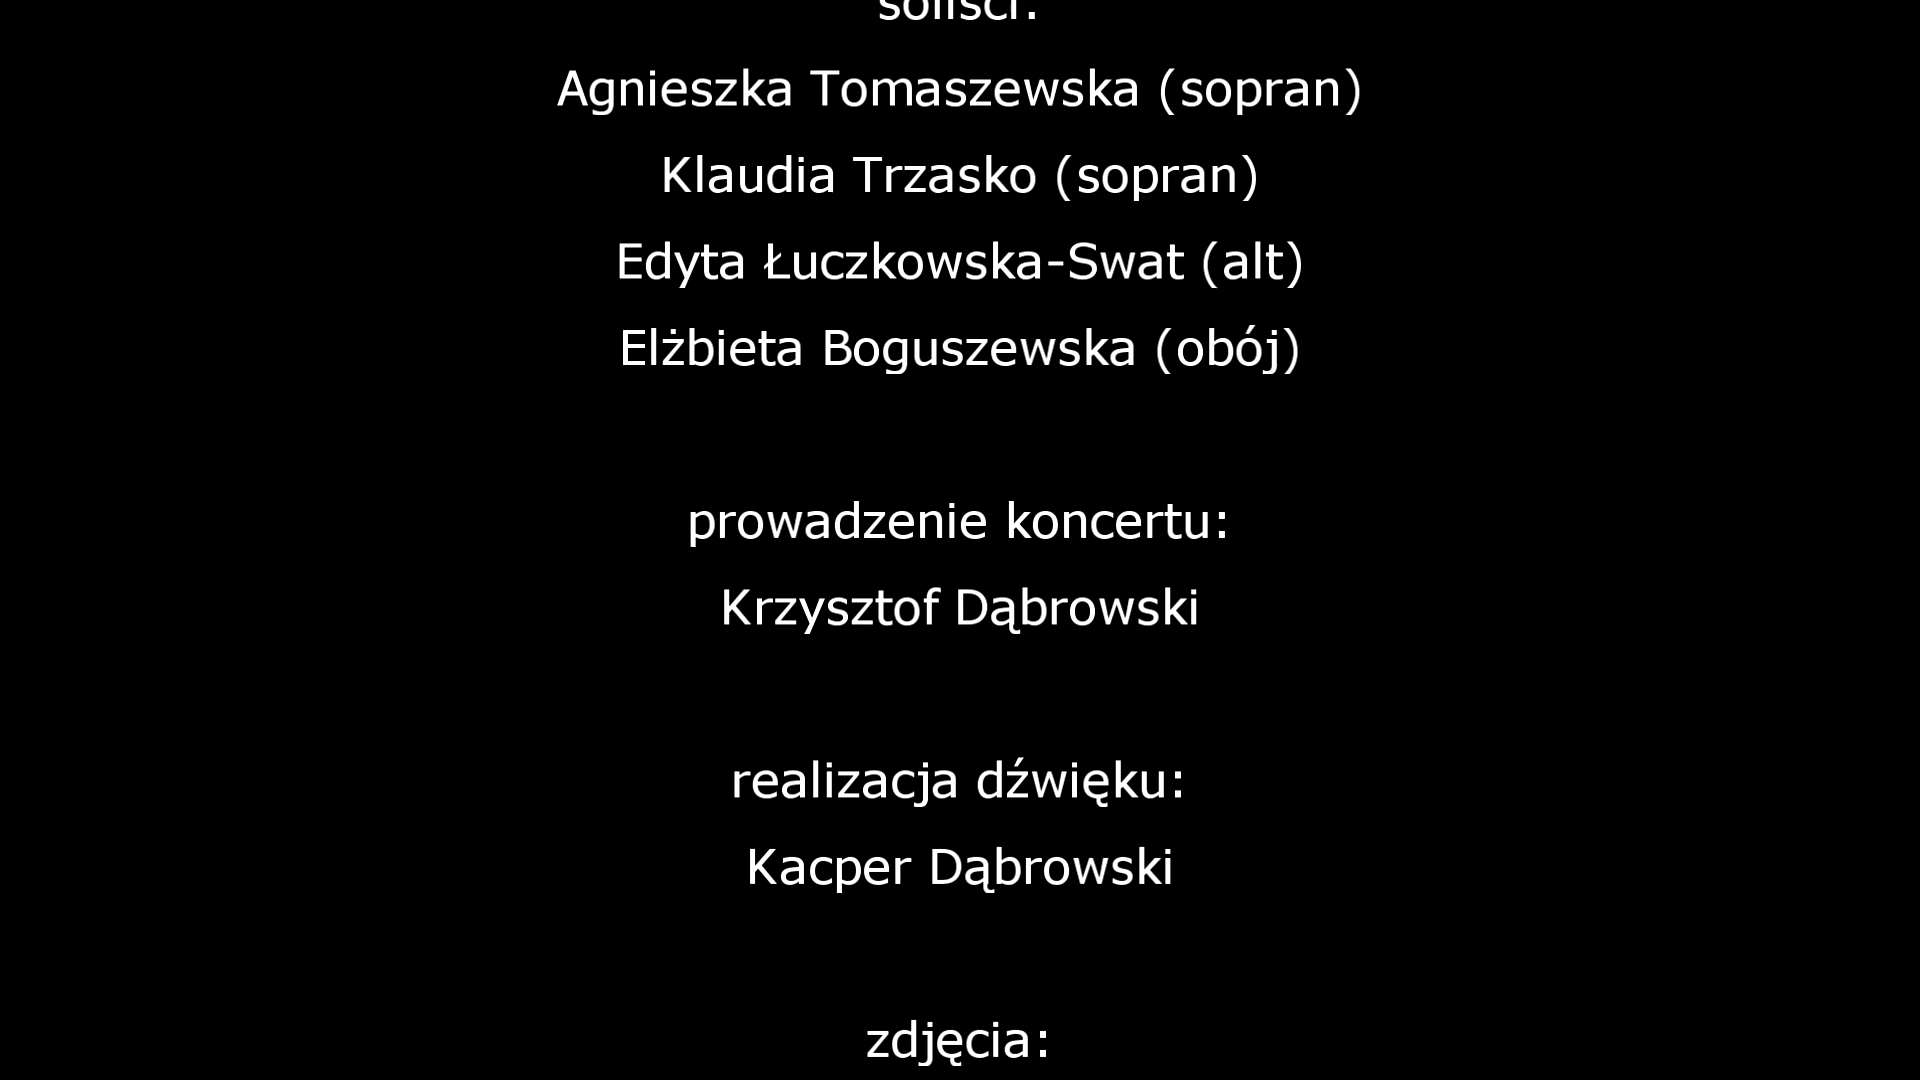 soliści:
Agnieszka Tomaszewska (sopran)
Klaudia Trzasko (sopran)
Edyta Łuczkowska-Swat (alt)
Elżbieta Boguszewska (obój)
prowadzenie koncertu:
Krzysztof Dąbrowski
realizacja dźwięku:
Kacper Dąbrowski
zdjęcia: